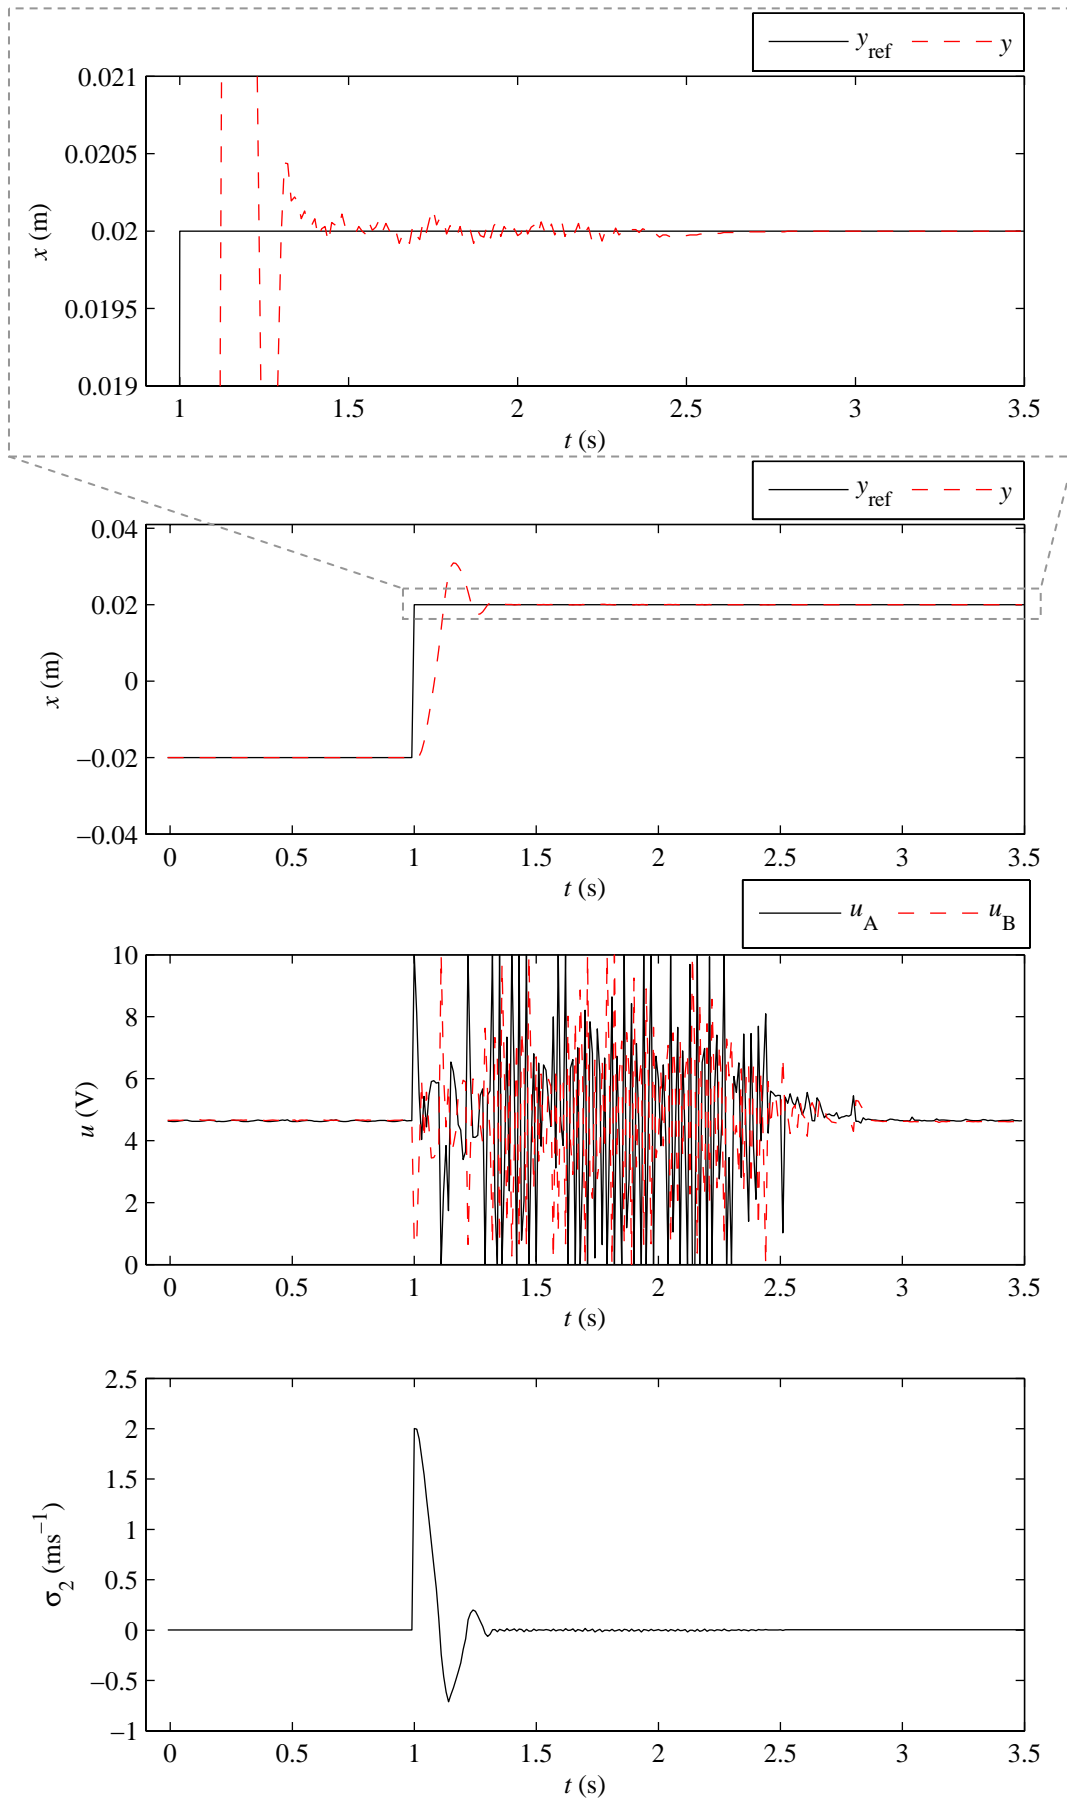 y_ref y
0.021
0.0205
0.02
0.0195
0.019
x (m)
1 1.5 2 2.5 3 3.5
t (s)
y_ref y
0.04
0.02
0
−0.02
−0.04
x (m)
0 0.5 1 1.5 2 2.5 3 3.5
t (s)
u_A u_B
10
8
6
4
2
0
u (V)
0 0.5 1 1.5 2 2.5 3 3.5
t (s)
2.5
2
1.5
1
0.5
0
−0.5
−1
σ₂ (ms⁻¹)
0 0.5 1 1.5 2 2.5 3 3.5
t (s)